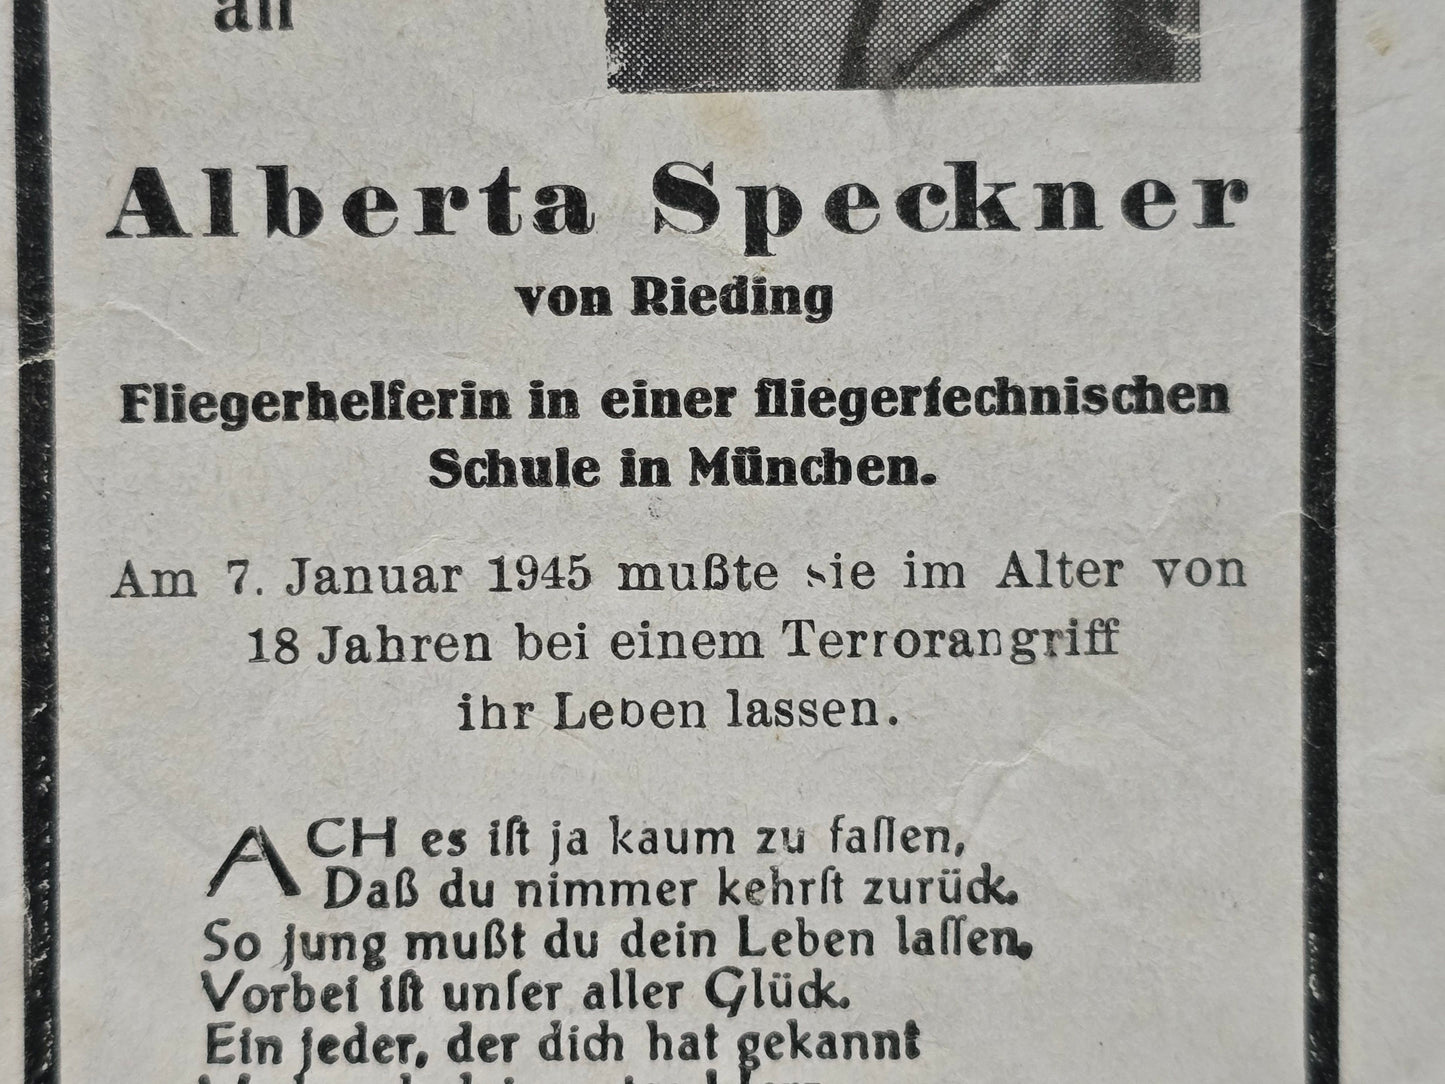 an
Alberta Speckner
von Rieding
Fliegerhelferin in einer fliegertechnischen
Schule in München.
Am 7. Januar 1945 mußte sie im Alter von
18 Jahren bei einem Terrorangriff
ihr Leben lassen.
ACH es iſt ja kaum zu faſſen,
Daß du nimmer kehrſt zurück.
So jung mußt du dein Leben laſſen,
Vorbei iſt unſer aller Glück.
Ein jeder, der dich hat gekannt